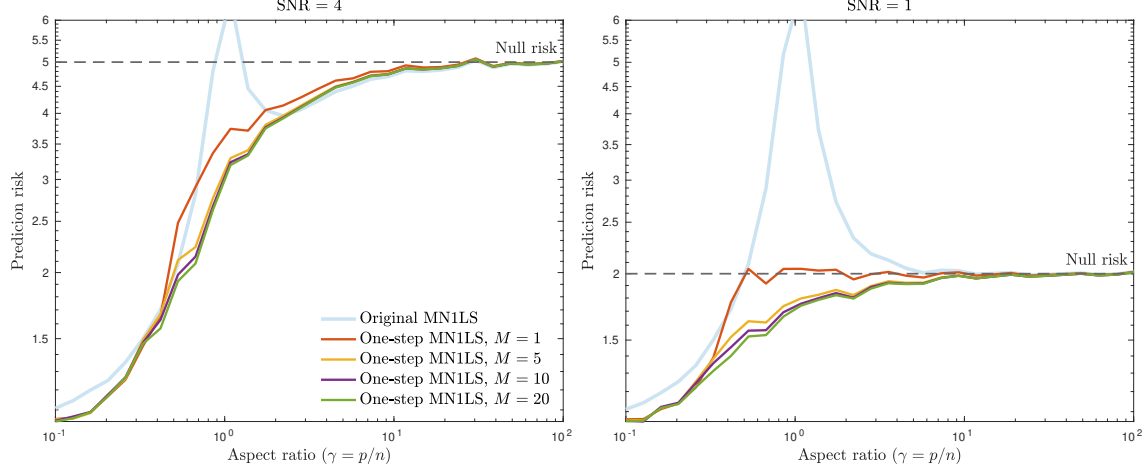 SNR = 4
6
5.5
5
4.5
4
3.5
3
2.5
2
1.5
Predicion risk
Null risk
Original MN1LS
One-step MN1LS, M = 1
One-step MN1LS, M = 5
One-step MN1LS, M = 10
One-step MN1LS, M = 20
10^-1
10^0
10^1
10^2
Aspect ratio (γ = p/n)
SNR = 1
6
5.5
5
4.5
4
3.5
3
2.5
2
1.5
Predicion risk
Null risk
10^-1
10^0
10^1
10^2
Aspect ratio (γ = p/n)